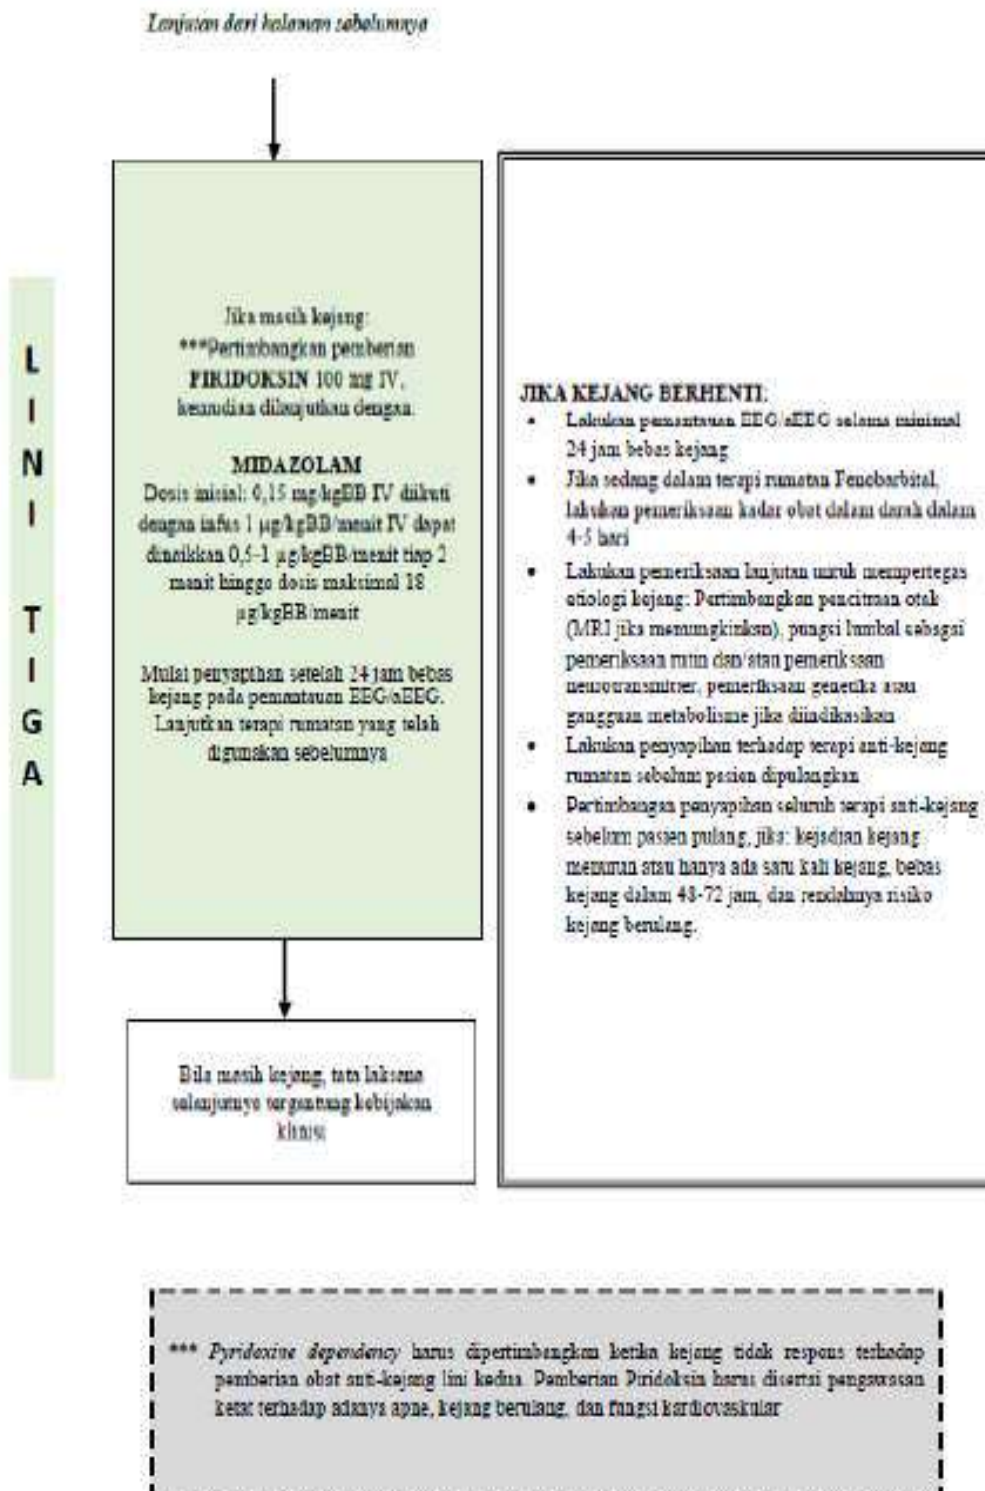 Lanjutan dari halaman sebelumnya
LINI TIGA
Jika masih kejang:
***Pertimbangkan pemberian
PIRIDOKSIN 100 mg IV,
kemudian dilanjutkan dengan:
MIDAZOLAM
Dosis inisial: 0,15 mg/kgBB IV diikuti
dengan infus 1 µg/kgBB/menit IV dapat
dinaikkan 0,5-1 µg/kgBB/menit tiap 2
menit hingga dosis maksimal 18
µg/kgBB/menit
Mulai penyapihan setelah 24 jam bebas
kejang pada pemantauan EEG/aEEG.
Lanjutkan terapi rumatan yang telah
digunakan sebelumnya
Bila masih kejang, tata laksana
selanjutnya tergantung kebijakan
klinisi
JIKA KEJANG BERHENTI:
• Lakukan pemantauan EEG/aEEG selama minimal
24 jam bebas kejang
• Jika sedang dalam terapi rumatan Fenobarbital,
lakukan pemeriksaan kadar obat dalam darah dalam
4-5 hari
• Lakukan pemeriksaan lanjutan untuk mempertegas
etiologi kejang: Pertimbangkan pencitraan otak
(MRI jika memungkinkan), pungsi lumbal sebagai
pemeriksaan rutin dan/atau pemeriksaan
neurotransmitter, pemeriksaan genetika atau
gangguan metabolisme jika diindikasikan
• Lakukan penyapihan terhadap terapi anti-kejang
rumatan sebelum pasien dipulangkan
• Pertimbangan penyapihan seluruh terapi anti-kejang
sebelum pasien pulang, jika: kejadian kejang
menurun atau hanya ada satu kali kejang, bebas
kejang dalam 48-72 jam, dan rendahnya risiko
kejang berulang.
*** Pyridoxine dependency harus dipertimbangkan ketika kejang tidak respons terhadap
pemberian obat anti-kejang lini kedua. Pemberian Piridoksin harus disertai pengawasan
ketat terhadap adanya apne, kejang berulang, dan fungsi kardiovaskular